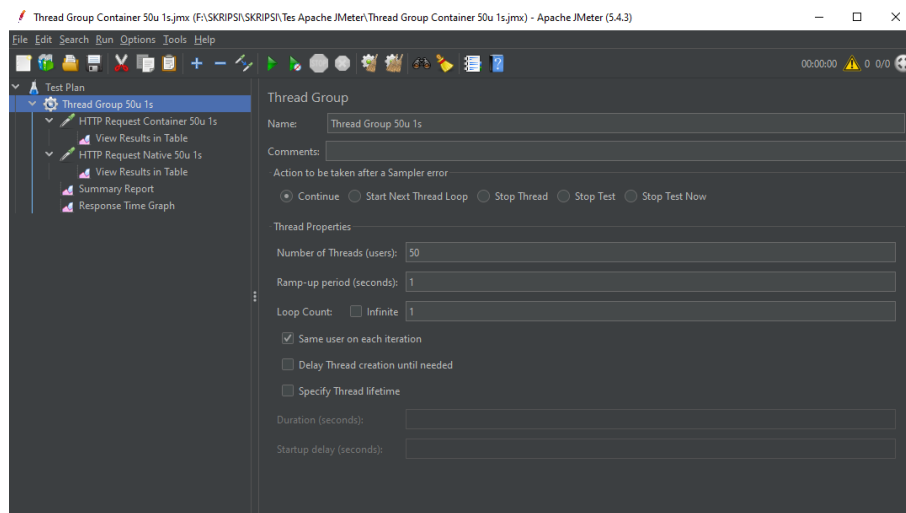 Thread Group Container 50u 1s.jmx (F:\SKRIPSI\SKRIPSI\Tes Apache JMeter\Thread Group Container 50u 1s.jmx) - Apache JMeter (5.4.3)
File Edit Search Run Options Tools Help
00:00:00 0 0/0
Test Plan
Thread Group 50u 1s
HTTP Request Container 50u 1s
View Results in Table
HTTP Request Native 50u 1s
View Results in Table
Summary Report
Response Time Graph
Thread Group
Name: Thread Group 50u 1s
Comments:
Action to be taken after a Sampler error
Continue Start Next Thread Loop Stop Thread Stop Test Stop Test Now
Thread Properties
Number of Threads (users): 50
Ramp-up period (seconds): 1
Loop Count: Infinite 1
Same user on each iteration
Delay Thread creation until needed
Specify Thread lifetime
Duration (seconds):
Startup delay (seconds):